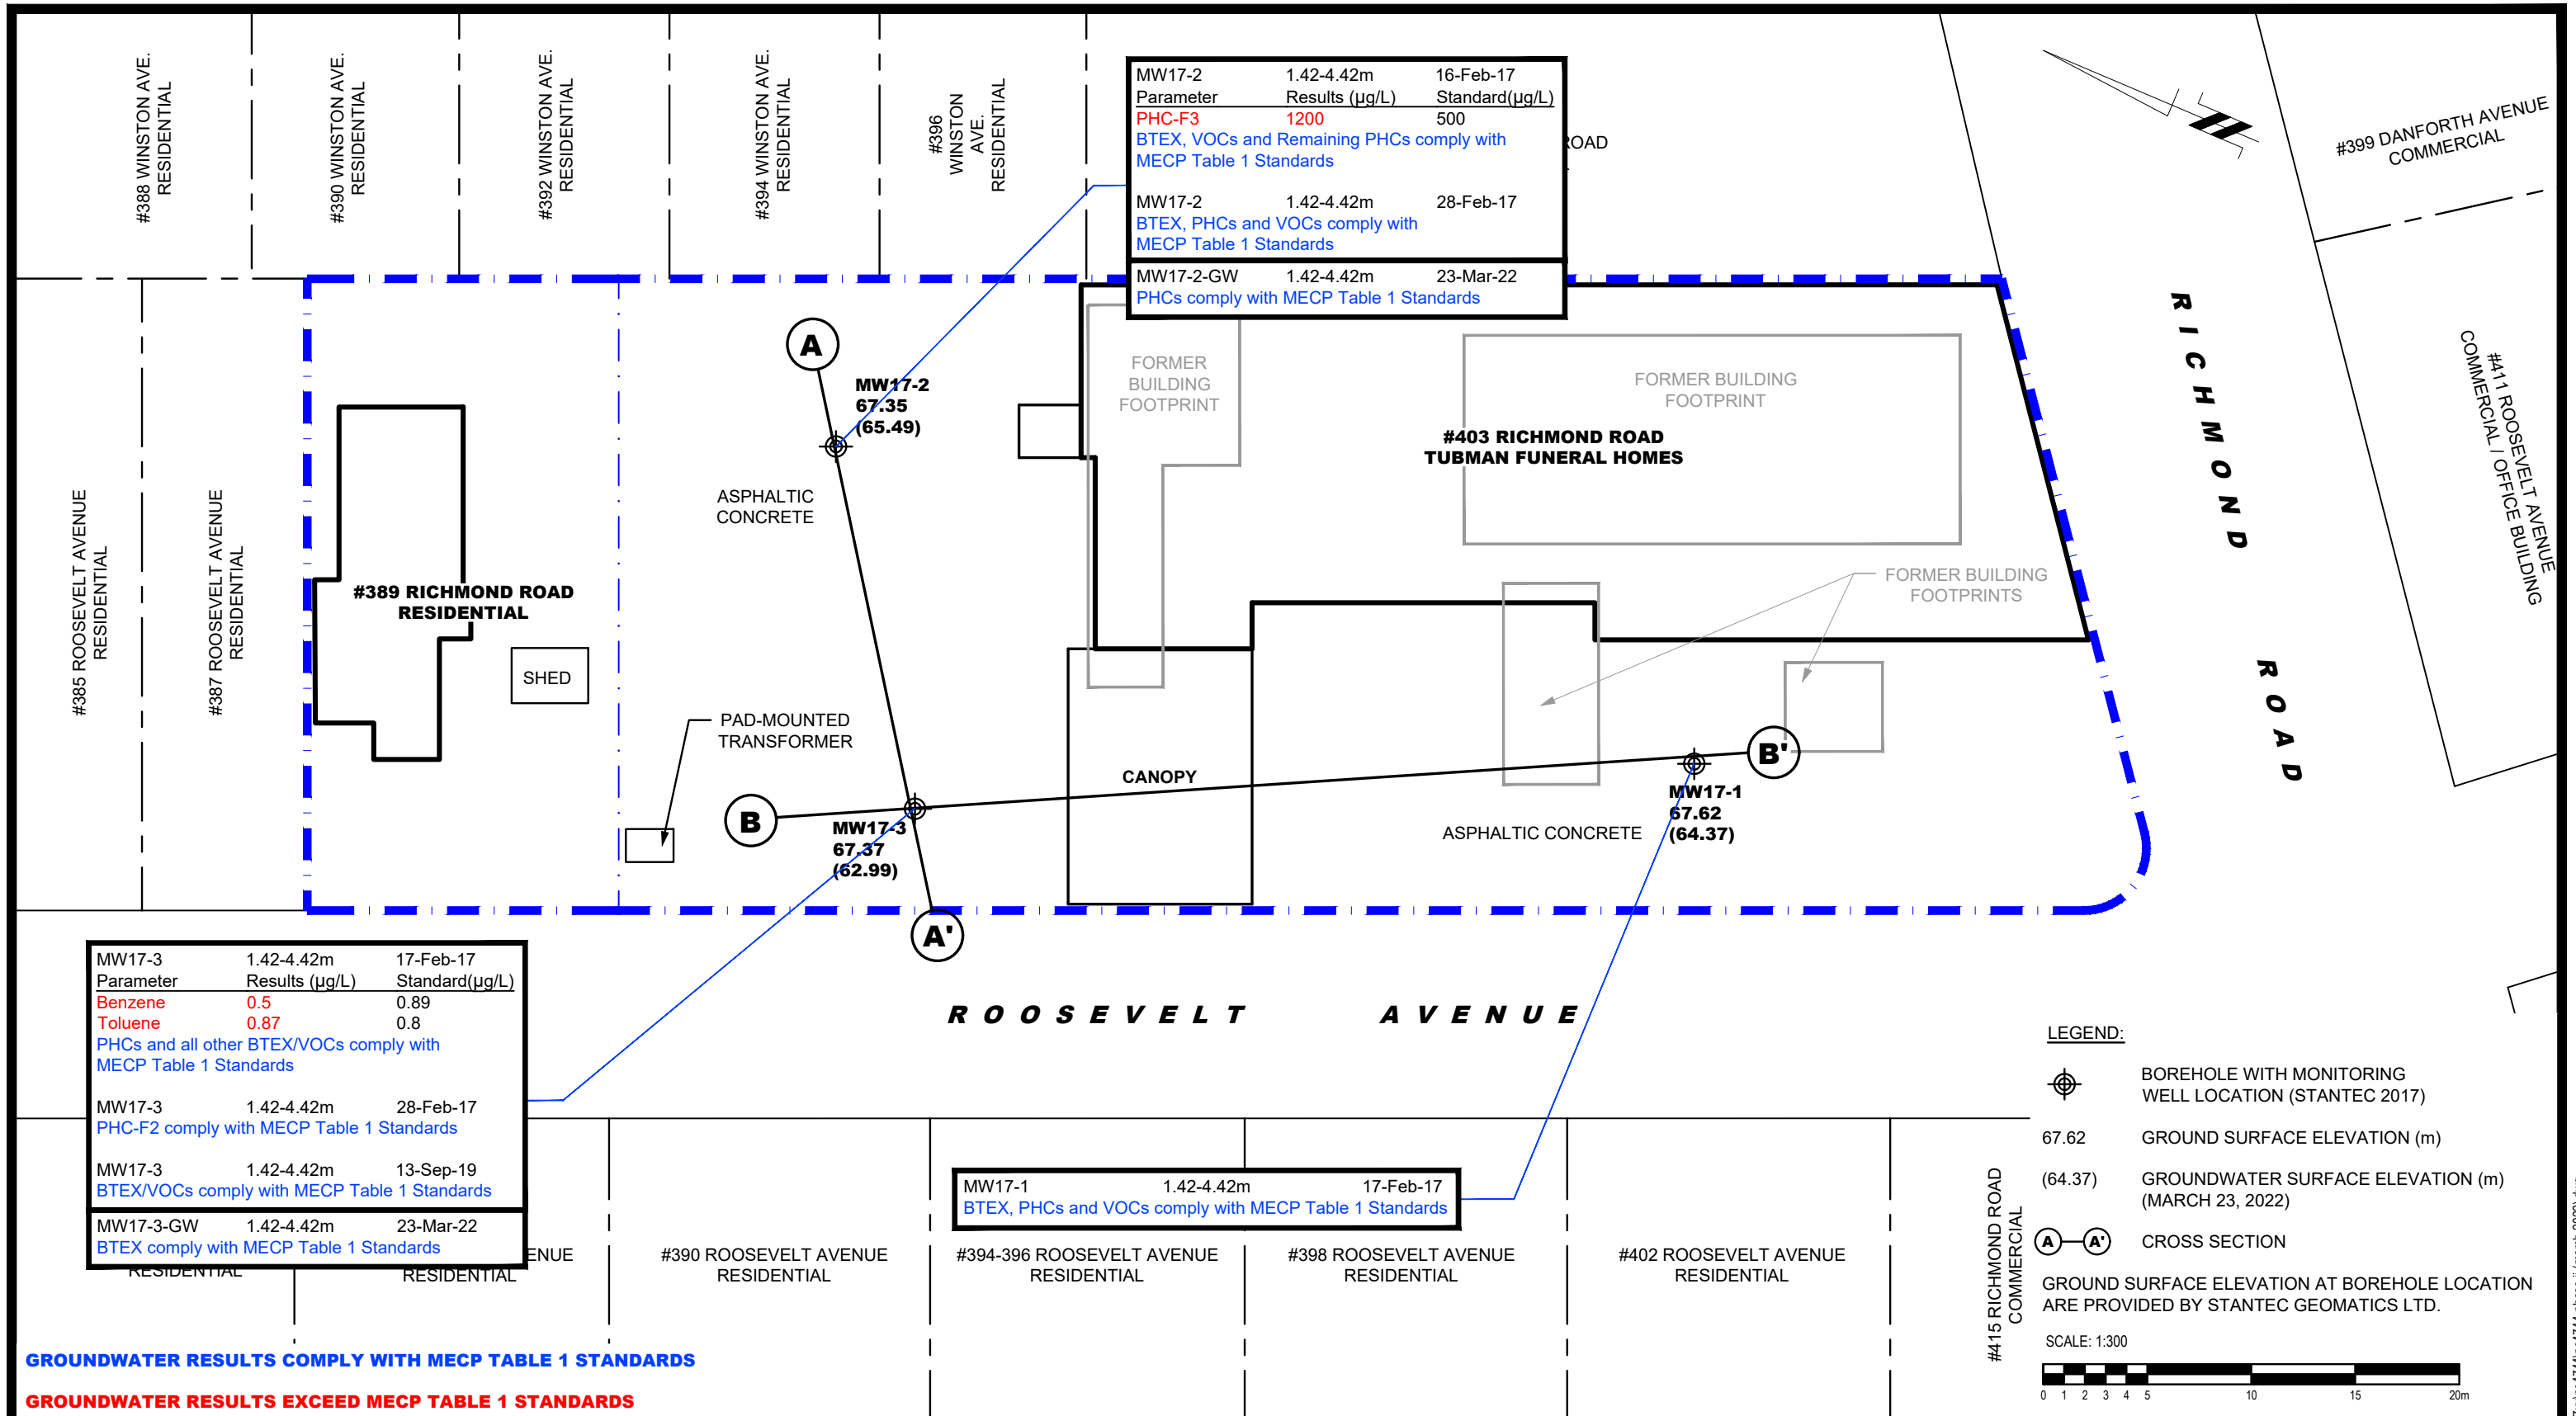 #388 WINSTON AVE.
RESIDENTIAL
#390 WINSTON AVE.
RESIDENTIAL
#392 WINSTON AVE.
RESIDENTIAL
#394 WINSTON AVE.
RESIDENTIAL
#396
WINSTON
AVE.
RESIDENTIAL
MW17-2 1.42-4.42m 16-Feb-17
Parameter Results (µg/L) Standard(µg/L)
PHC-F3 1200 500
BTEX, VOCs and Remaining PHCs comply with
MECP Table 1 Standards
MW17-2 1.42-4.42m 28-Feb-17
BTEX, PHCs and VOCs comply with
MECP Table 1 Standards
MW17-2-GW 1.42-4.42m 23-Mar-22
PHCs comply with MECP Table 1 Standards
ROAD
#399 DANFORTH AVENUE
COMMERCIAL
#411 ROOSEVELT AVENUE
COMMERCIAL / OFFICE BUILDING
RICHMOND ROAD
A
MW17-2
67.35
(65.49)
ASPHALTIC
CONCRETE
FORMER
BUILDING
FOOTPRINT
FORMER BUILDING
FOOTPRINT
#403 RICHMOND ROAD
TUBMAN FUNERAL HOMES
FORMER BUILDING
FOOTPRINTS
#385 ROOSEVELT AVENUE
RESIDENTIAL
#387 ROOSEVELT AVENUE
RESIDENTIAL
#389 RICHMOND ROAD
RESIDENTIAL
SHED
PAD-MOUNTED
TRANSFORMER
CANOPY
B
B'
MW17-3
67.37
(62.99)
MW17-1
67.62
(64.37)
ASPHALTIC CONCRETE
A'
ROOSEVELT AVENUE
MW17-3 1.42-4.42m 17-Feb-17
Parameter Results (µg/L) Standard(µg/L)
Benzene 0.5 0.89
Toluene 0.87 0.8
PHCs and all other BTEX/VOCs comply with
MECP Table 1 Standards
MW17-3 1.42-4.42m 28-Feb-17
PHC-F2 comply with MECP Table 1 Standards
MW17-3 1.42-4.42m 13-Sep-19
BTEX/VOCs comply with MECP Table 1 Standards
MW17-3-GW 1.42-4.42m 23-Mar-22
BTEX comply with MECP Table 1 Standards
RESIDENTIAL
ENUE
RESIDENTIAL
#390 ROOSEVELT AVENUE
RESIDENTIAL
MW17-1 1.42-4.42m 17-Feb-17
BTEX, PHCs and VOCs comply with MECP Table 1 Standards
#394-396 ROOSEVELT AVENUE
RESIDENTIAL
#398 ROOSEVELT AVENUE
RESIDENTIAL
#402 ROOSEVELT AVENUE
RESIDENTIAL
#415 RICHMOND ROAD
COMMERCIAL
LEGEND:
BOREHOLE WITH MONITORING
WELL LOCATION (STANTEC 2017)
67.62 GROUND SURFACE ELEVATION (m)
(64.37) GROUNDWATER SURFACE ELEVATION (m)
(MARCH 23, 2022)
A A' CROSS SECTION
GROUND SURFACE ELEVATION AT BOREHOLE LOCATION
ARE PROVIDED BY STANTEC GEOMATICS LTD.
SCALE: 1:300
0 1 2 3 4 5 10 15 20m
GROUNDWATER RESULTS COMPLY WITH MECP TABLE 1 STANDARDS
GROUNDWATER RESULTS EXCEED MECP TABLE 1 STANDARDS